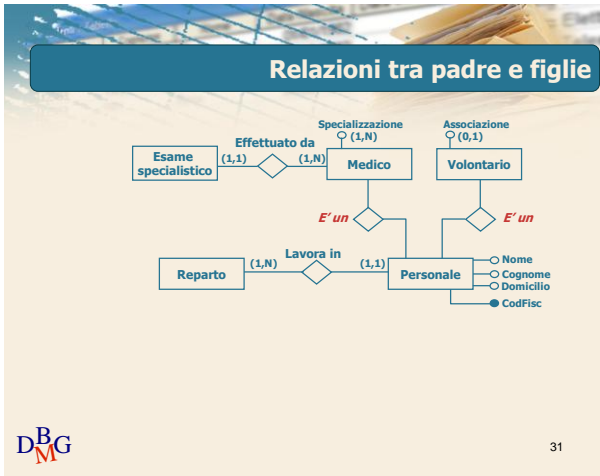 Relazioni tra padre e figlie
Specializzazione
(1,N)
Associazione
(0,1)
Effettuato da
Esame
specialistico
(1,1)
(1,N)
Medico
Volontario
E' un
E' un
Lavora in
Reparto
(1,N)
(1,1)
Personale
Nome
Cognome
Domicilio
CodFisc
DBMG
31